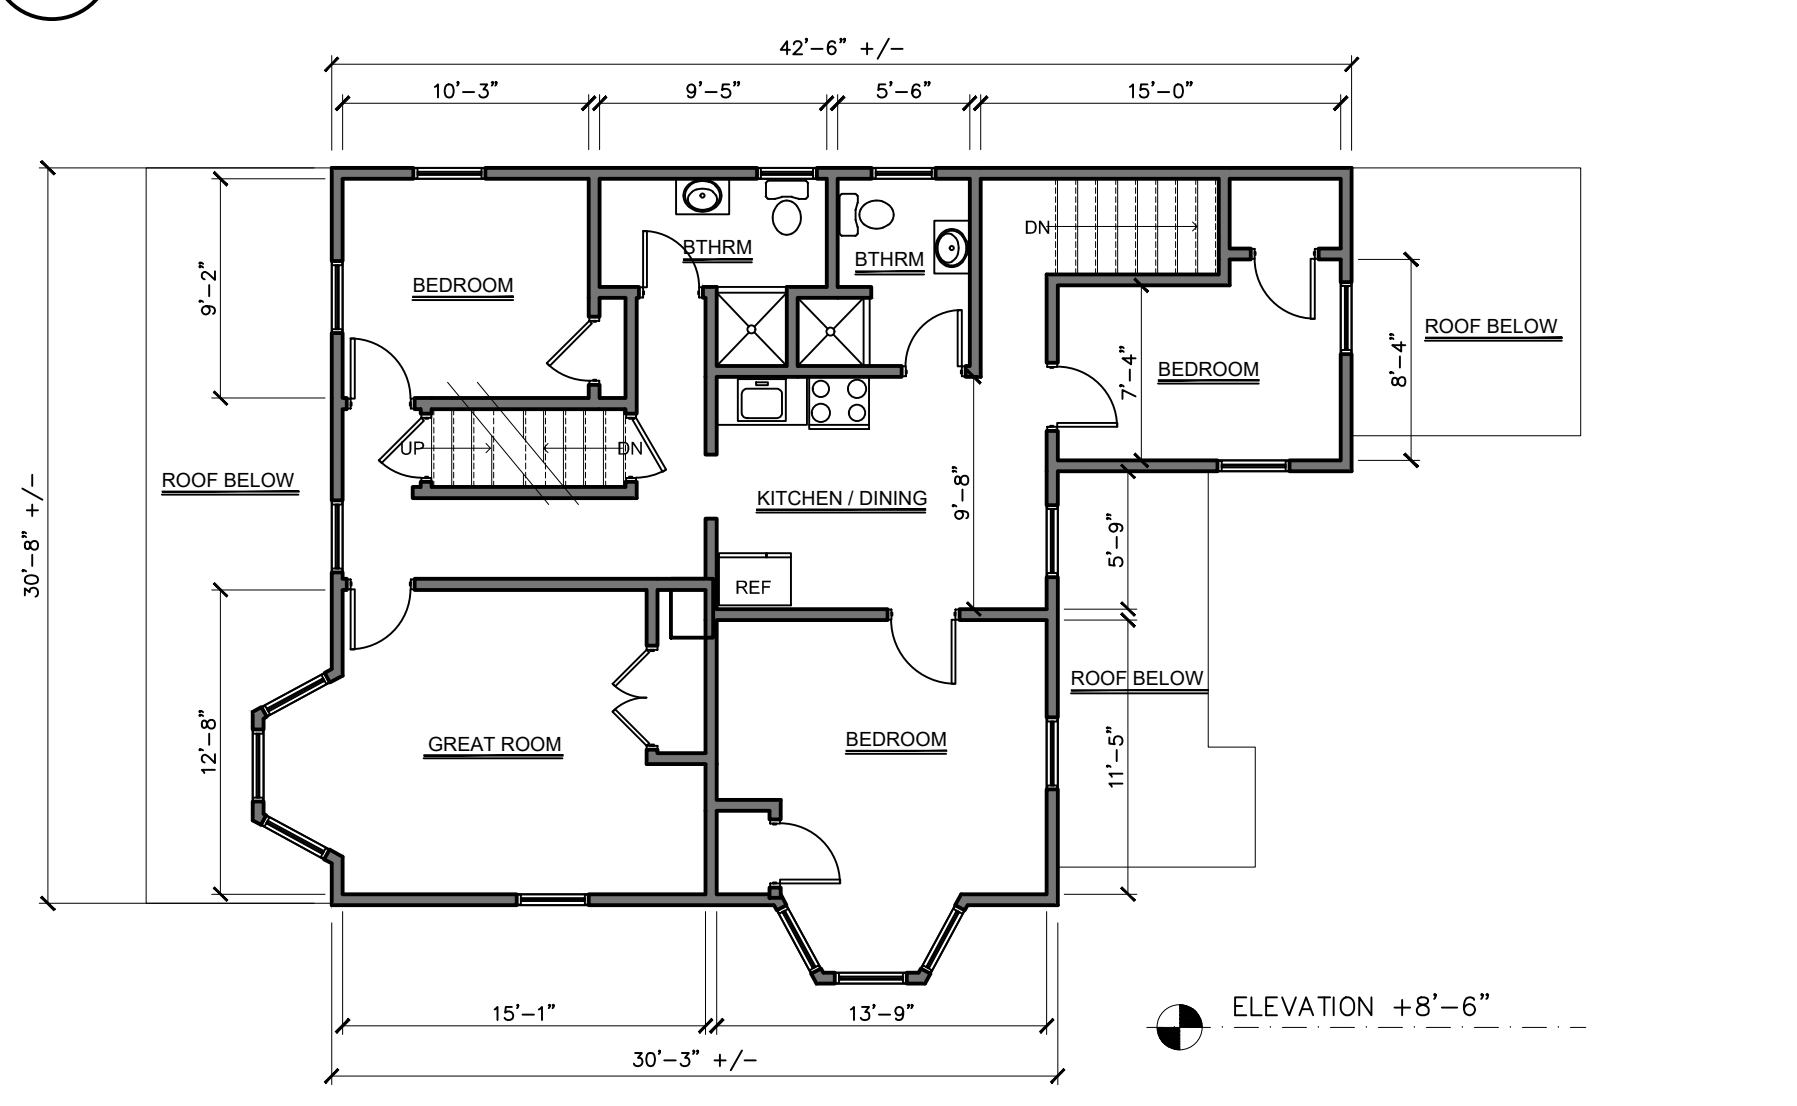 42’-6” +/-
10’-3”
9’-5”
5’-6”
15’-0”
DN
BTHRM
BTHRM
9’-2”
BEDROOM
ROOF BELOW
7’-4”
BEDROOM
8’-4”
UP
DN
ROOF BELOW
KITCHEN / DINING
9’-8”
30’-8” +/-
5’-9”
REF
ROOF BELOW
12’-8”
GREAT ROOM
BEDROOM
11’-5”
15’-1”
13’-9”
ELEVATION +8’-6”
30’-3” +/-